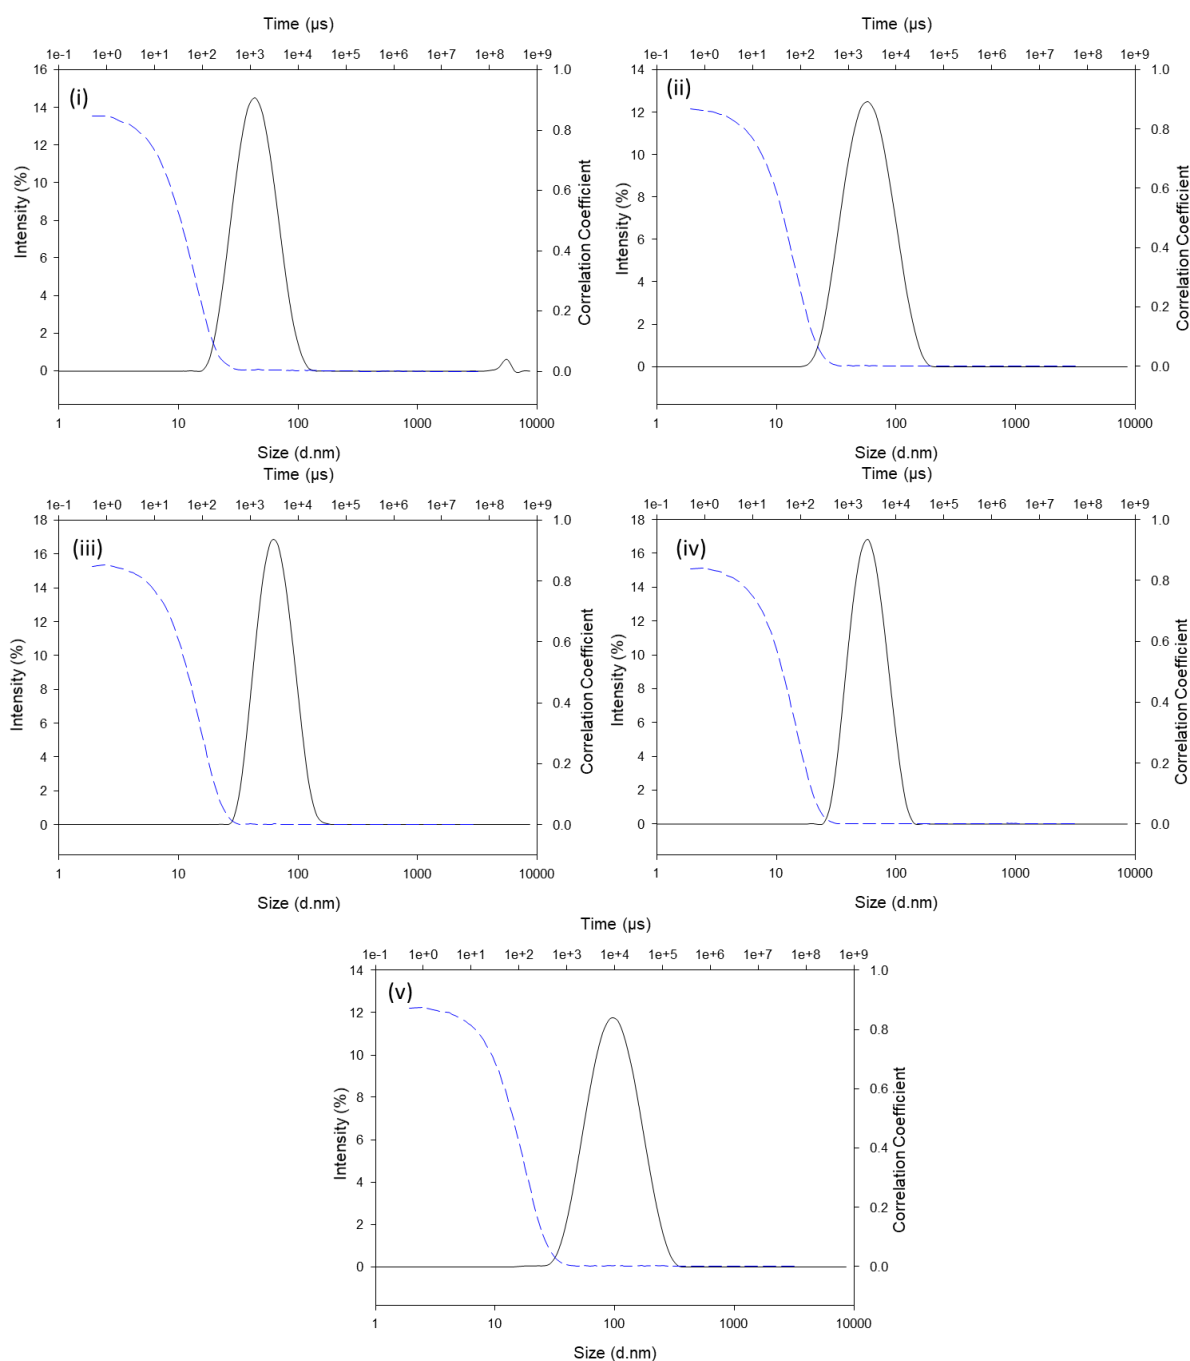 Time (µs)
1e-1 1e+0 1e+1 1e+2 1e+3 1e+4 1e+5 1e+6 1e+7 1e+8 1e+9
(i)
Intensity (%)
16
14
12
10
8
6
4
2
0
Correlation Coefficient
1.0
0.8
0.6
0.4
0.2
0.0
1 10 100 1000 10000
Size (d.nm)
Time (µs)
1e-1 1e+0 1e+1 1e+2 1e+3 1e+4 1e+5 1e+6 1e+7 1e+8 1e+9
(ii)
Intensity (%)
14
12
10
8
6
4
2
0
Correlation Coefficient
1.0
0.8
0.6
0.4
0.2
0.0
1 10 100 1000 10000
Size (d.nm)
Time (µs)
1e-1 1e+0 1e+1 1e+2 1e+3 1e+4 1e+5 1e+6 1e+7 1e+8 1e+9
(iii)
Intensity (%)
18
16
14
12
10
8
6
4
2
0
Correlation Coefficient
1.0
0.8
0.6
0.4
0.2
0.0
1 10 100 1000 10000
Size (d.nm)
Time (µs)
1e-1 1e+0 1e+1 1e+2 1e+3 1e+4 1e+5 1e+6 1e+7 1e+8 1e+9
(iv)
Intensity (%)
18
16
14
12
10
8
6
4
2
0
Correlation Coefficient
1.0
0.8
0.6
0.4
0.2
0.0
1 10 100 1000 10000
Size (d.nm)
Time (µs)
1e-1 1e+0 1e+1 1e+2 1e+3 1e+4 1e+5 1e+6 1e+7 1e+8 1e+9
(v)
Intensity (%)
14
12
10
8
6
4
2
0
Correlation Coefficient
1.0
0.8
0.6
0.4
0.2
0.0
1 10 100 1000 10000
Size (d.nm)